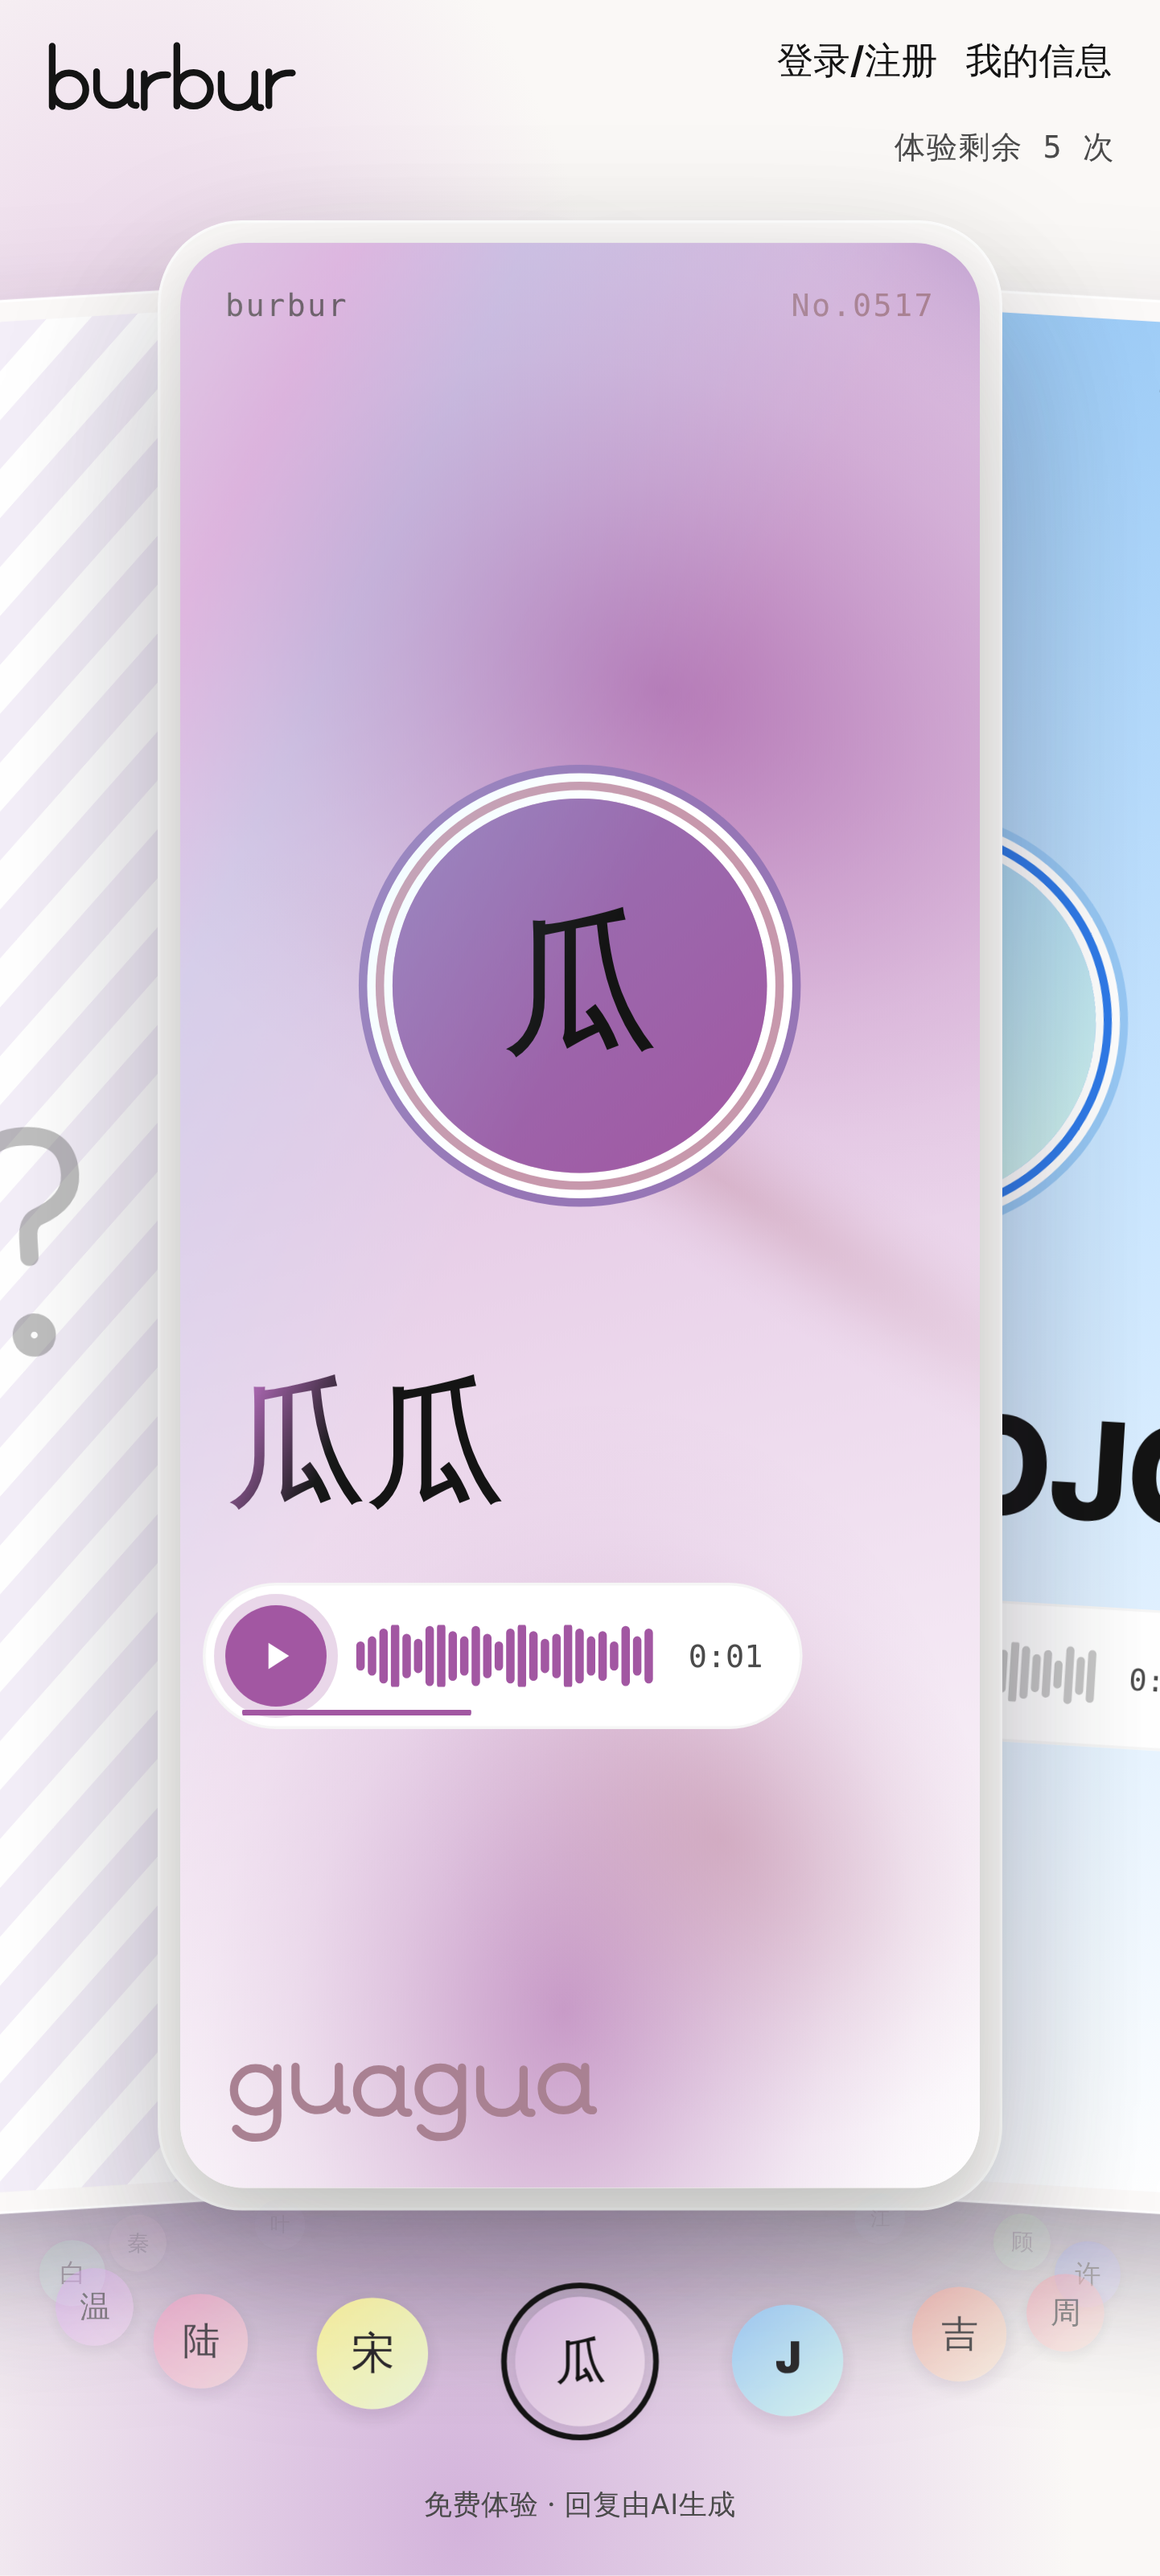 burbur
登录/注册 我的信息
体验剩余 5 次
burbur No.0517
瓜
?
瓜瓜
0:01
guagua
叶 江
秦 顾
白 许
温 周
陆 吉
宋 瓜 J
免费体验 · 回复由AI生成